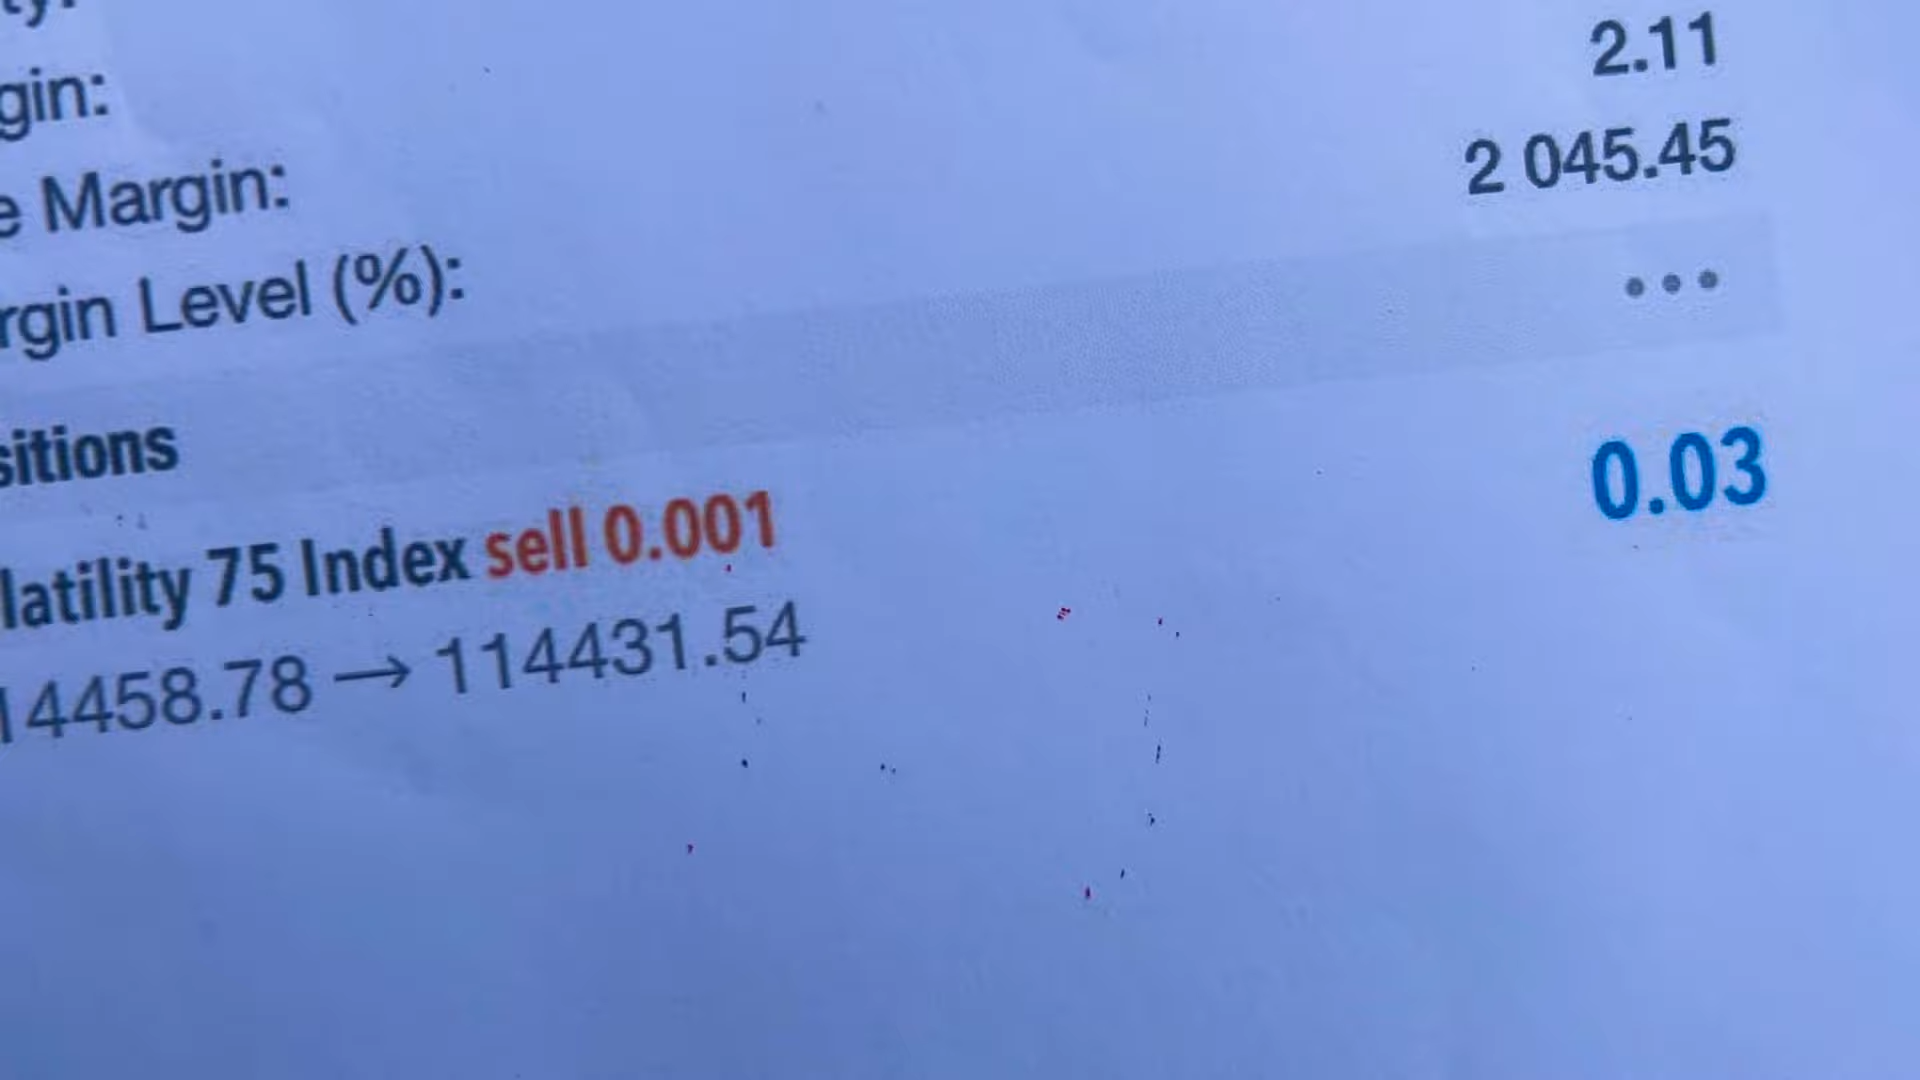 ty:
gin: 2.11
e Margin: 2 045.45
rgin Level (%):
sitions •••
latility 75 Index sell 0.001 0.03
14458.78 → 114431.54